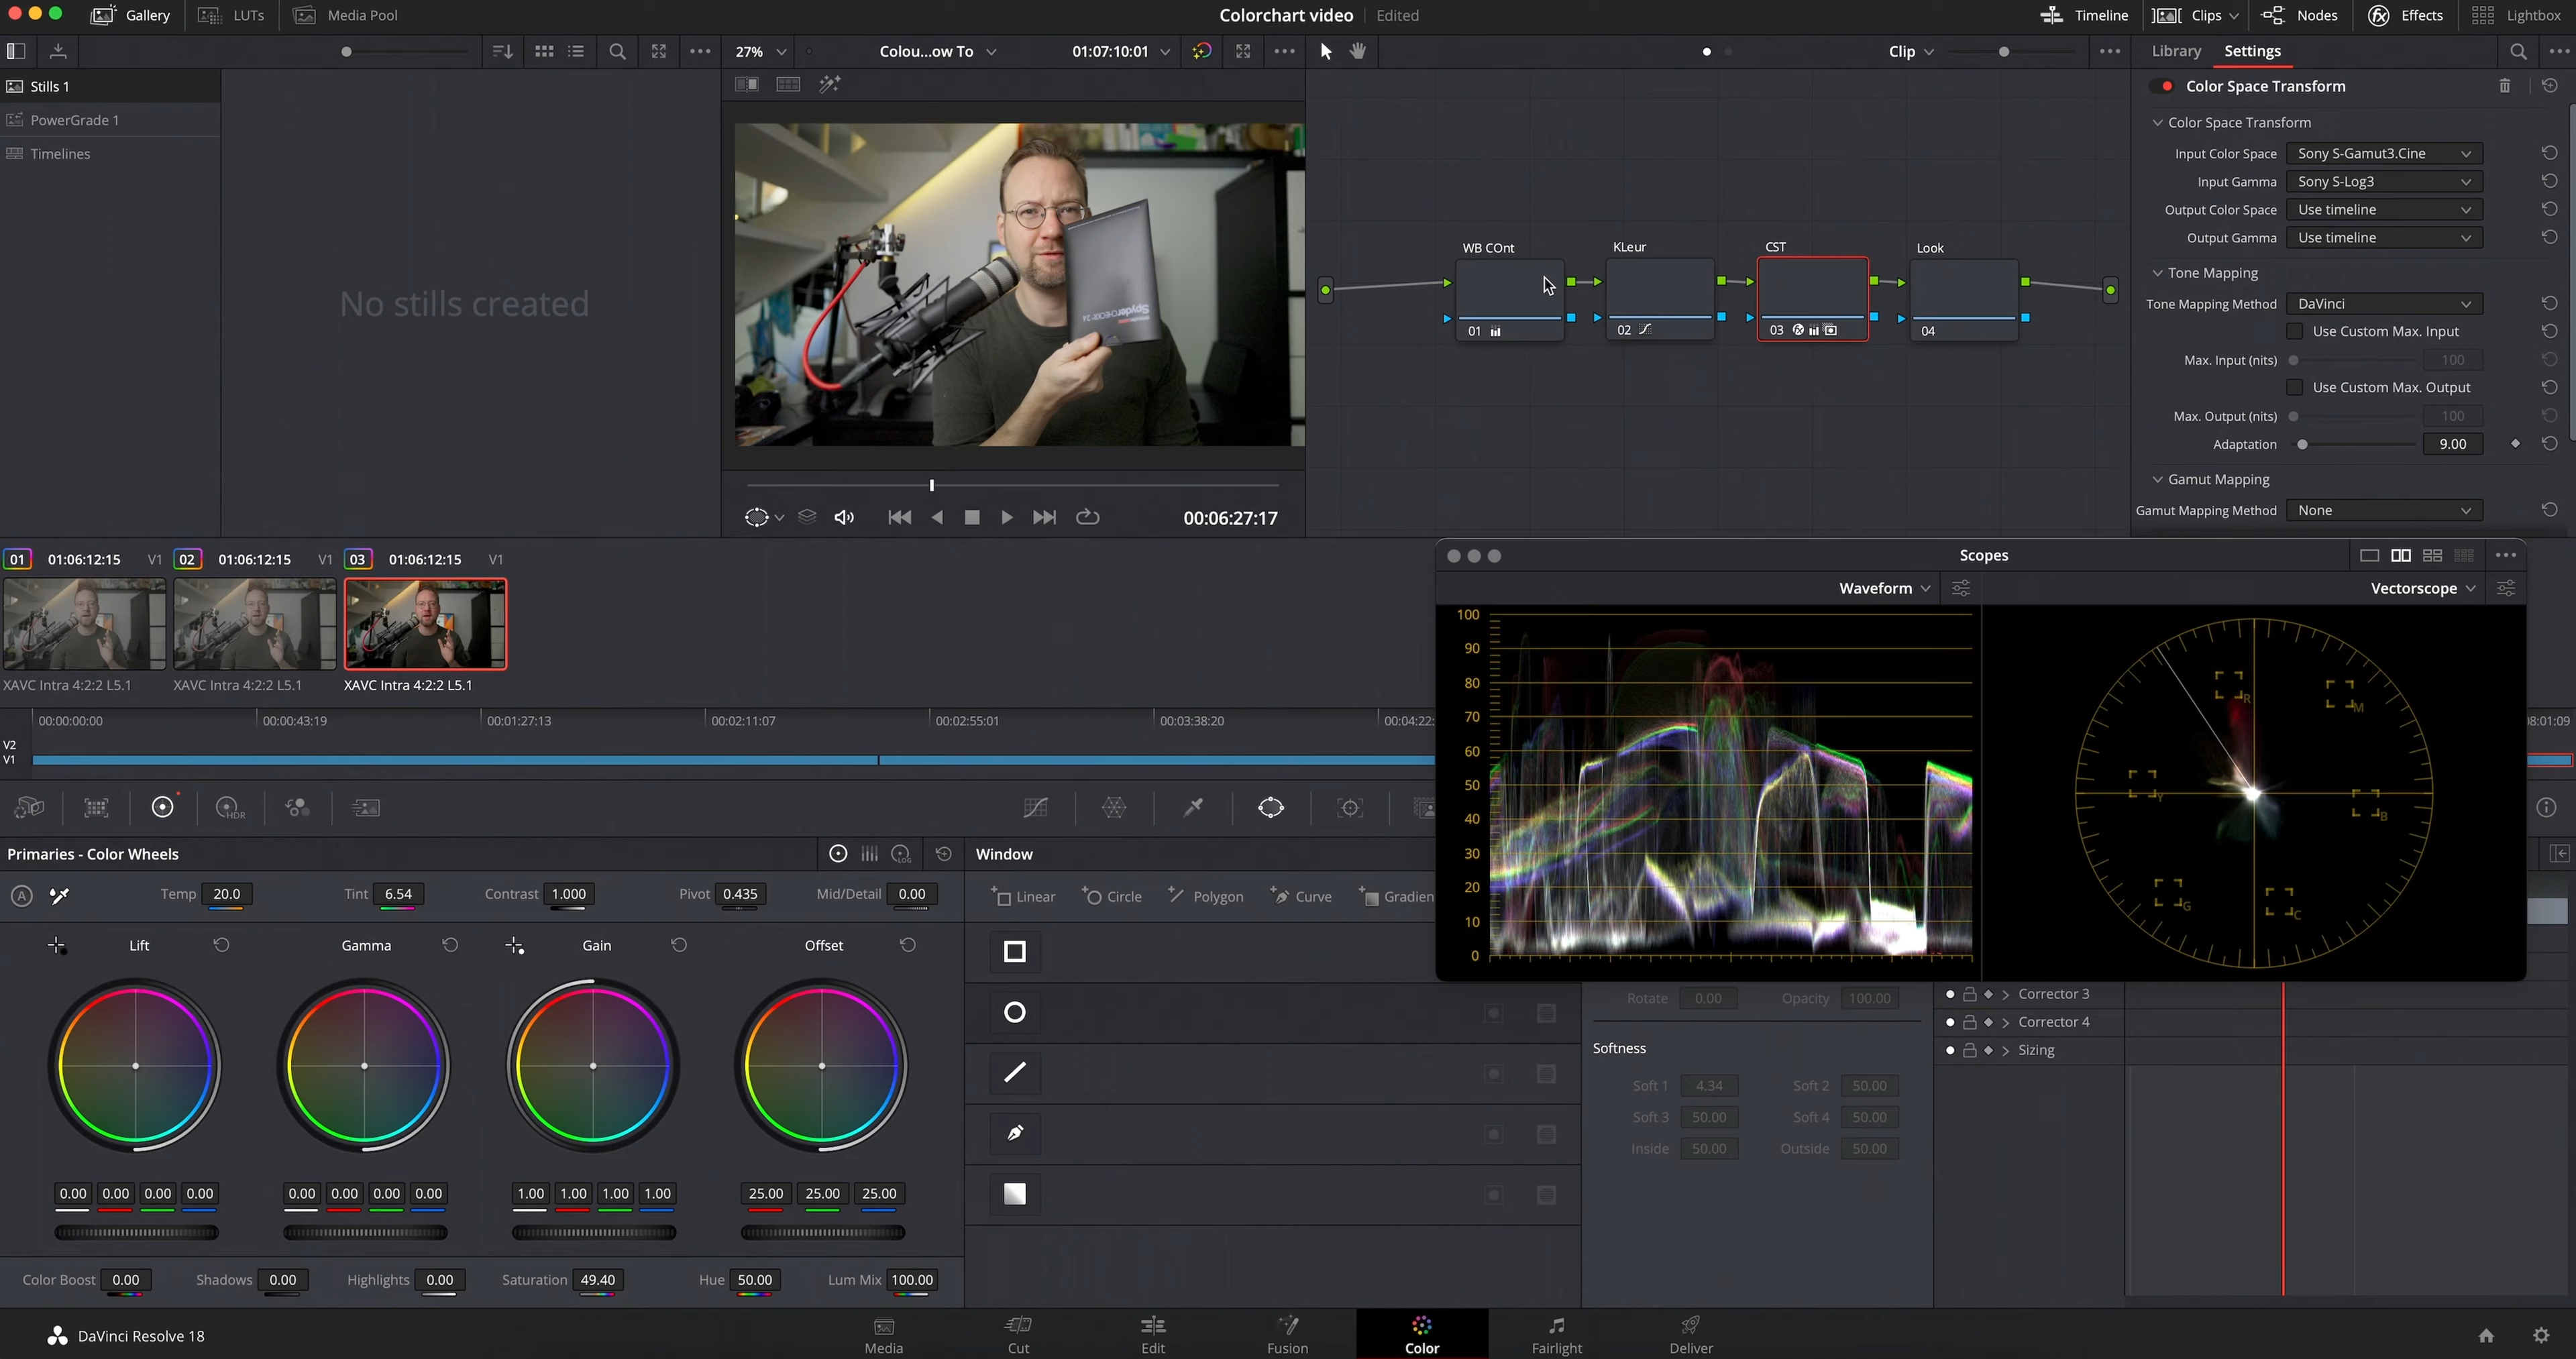 Gallery LUTs Media Pool Colorchart video Edited Timeline Clips Nodes Effects Lightbox
27% Colou...ow To 01:07:10:01 Clip Library Settings
Stills 1
PowerGrade 1
Timelines
No stills created
00:06:27:17
WB COnt KLeur CST Look
01 02 03 04
Color Space Transform
Color Space Transform
Input Color Space Sony S-Gamut3.Cine
Input Gamma Sony S-Log3
Output Color Space Use timeline
Output Gamma Use timeline
Tone Mapping
Tone Mapping Method DaVinci
Use Custom Max. Input
Max. Input (nits) 100
Use Custom Max. Output
Max. Output (nits) 100
Adaptation 9.00
Gamut Mapping
Gamut Mapping Method None
01 01:06:12:15 V1 02 01:06:12:15 V1 03 01:06:12:15 V1
XAVC Intra 4:2:2 L5.1 XAVC Intra 4:2:2 L5.1 XAVC Intra 4:2:2 L5.1
00:00:00:00 00:00:43:19 00:01:27:13 00:02:11:07 00:02:55:01 00:03:38:20 00:04:22: 08:01:09
V2
V1
Scopes
Waveform Vectorscope
100
90
80
70
60
50
40
30
20
10
0
R
M
Y
B
G
C
HDR
Primaries - Color Wheels LOG
A Temp 20.0 Tint 6.54 Contrast 1.000 Pivot 0.435 Mid/Detail 0.00
Lift Gamma Gain Offset
0.00 0.00 0.00 0.00 0.00 0.00 0.00 0.00 1.00 1.00 1.00 1.00 25.00 25.00 25.00
Color Boost 0.00 Shadows 0.00 Highlights 0.00 Saturation 49.40 Hue 50.00 Lum Mix 100.00
Window
Linear Circle Polygon Curve Gradien
Rotate 0.00 Opacity 100.00
Softness
Soft 1 4.34 Soft 2 50.00
Soft 3 50.00 Soft 4 50.00
Inside 50.00 Outside 50.00
Corrector 3
Corrector 4
Sizing
DaVinci Resolve 18 Media Cut Edit Fusion Color Fairlight Deliver